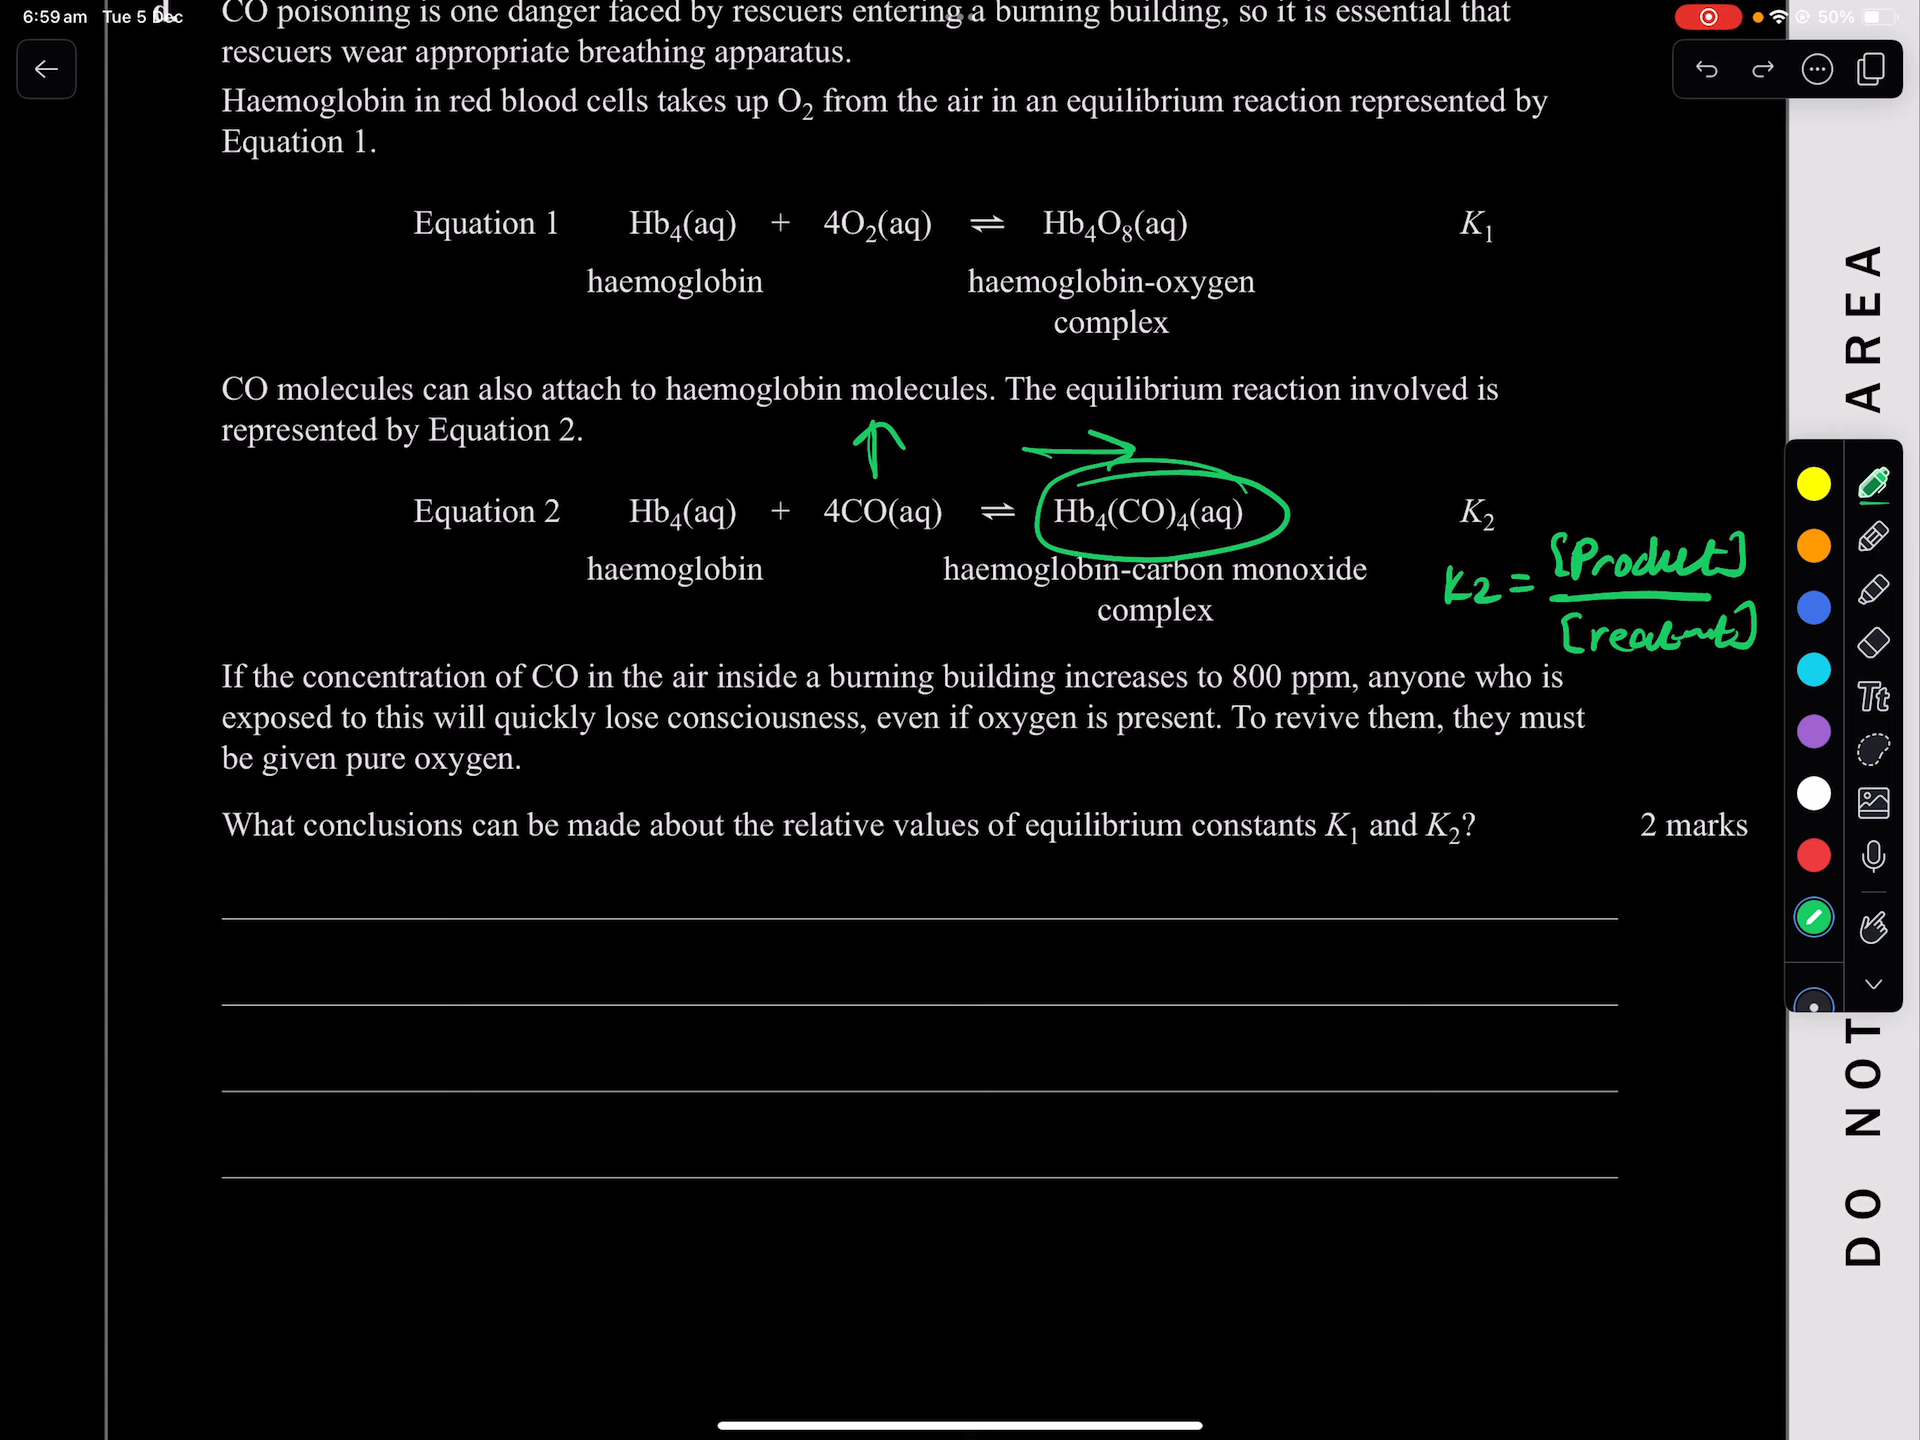 6:59 am Tue 5 Dec
50%
CO poisoning is one danger faced by rescuers entering a burning building, so it is essential that
rescuers wear appropriate breathing apparatus.
Haemoglobin in red blood cells takes up O₂ from the air in an equilibrium reaction represented by
Equation 1.
Equation 1 Hb₄(aq) + 4O₂(aq) ⇌ Hb₄O₈(aq) K₁
haemoglobin haemoglobin-oxygen
complex
CO molecules can also attach to haemoglobin molecules. The equilibrium reaction involved is
represented by Equation 2.
Equation 2 Hb₄(aq) + 4CO(aq) ⇌ Hb₄(CO)₄(aq) K₂
haemoglobin haemoglobin-carbon monoxide
complex
K2 = [Product]
[reactant]
If the concentration of CO in the air inside a burning building increases to 800 ppm, anyone who is
exposed to this will quickly lose consciousness, even if oxygen is present. To revive them, they must
be given pure oxygen.
What conclusions can be made about the relative values of equilibrium constants K₁ and K₂? 2 marks
Tt
DO NOT
AREA